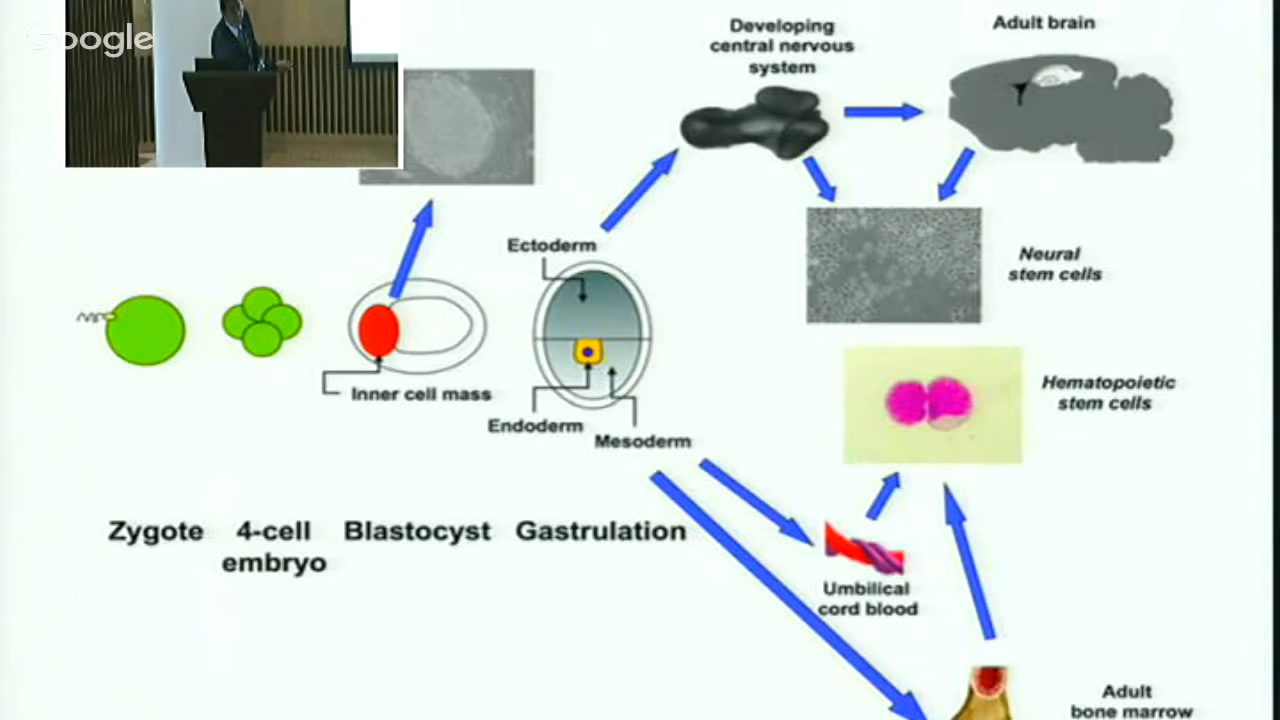 Google
Developing
central nervous
system
Adult brain
Ectoderm
Neural
stem cells
Inner cell mass
Endoderm
Mesoderm
Hematopoietic
stem cells
Zygote
4-cell
embryo
Blastocyst
Gastrulation
Umbilical
cord blood
Adult
bone marrow